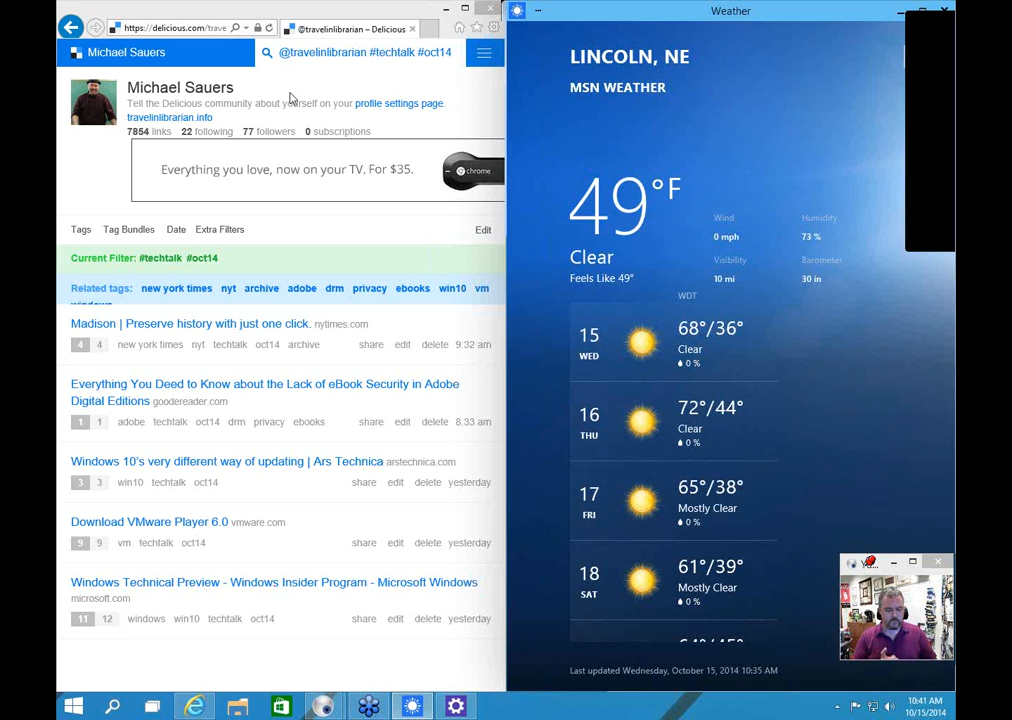 https://delicious.com/trave
@travelinlibrarian – Delicious
Michael Sauers
@travelinlibrarian #techtalk #oct14
Michael Sauers
Tell the Delicious community about yourself on your profile settings page.
travelinlibrarian.info
7854 links 22 following 77 followers 0 subscriptions
Everything you love, now on your TV. For $35.
chrome
Tags Tag Bundles Date Extra Filters Edit
Current Filter: #techtalk #oct14
Related tags: new york times nyt archive adobe drm privacy ebooks win10 vm
windows
Madison | Preserve history with just one click. nytimes.com
4 4 new york times nyt techtalk oct14 archive share edit delete 9:32 am
Everything You Deed to Know about the Lack of eBook Security in Adobe
Digital Editions goodereader.com
1 1 adobe techtalk oct14 drm privacy ebooks share edit delete 8:33 am
Windows 10's very different way of updating | Ars Technica arstechnica.com
3 3 win10 techtalk oct14 share edit delete yesterday
Download VMware Player 6.0 vmware.com
9 9 vm techtalk oct14 share edit delete yesterday
Windows Technical Preview - Windows Insider Program - Microsoft Windows
microsoft.com
11 12 windows win10 techtalk oct14 share edit delete yesterday
Weather
LINCOLN, NE
MSN WEATHER
49°F
Clear
Feels Like 49°
Wind Humidity
0 mph 73 %
Visibility Barometer
10 mi 30 in
WDT
15 WED 68°/36° Clear 0 %
16 THU 72°/44° Clear 0 %
17 FRI 65°/38° Mostly Clear 0 %
18 SAT 61°/39° Mostly Clear 0 %
Last updated Wednesday, October 15, 2014 10:35 AM
10:41 AM
10/15/2014